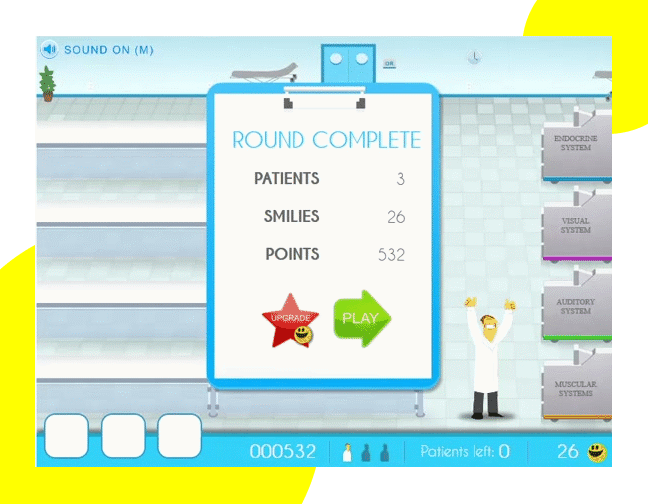 SOUND ON (M)
OR
ROUND COMPLETE
PATIENTS 3
SMILIES 26
POINTS 532
UPGRADE
PLAY
ENDOCRINE
SYSTEM
VISUAL
SYSTEM
AUDITORY
SYSTEM
MUSCULAR
SYSTEMS
000532
Patients left: 0
26